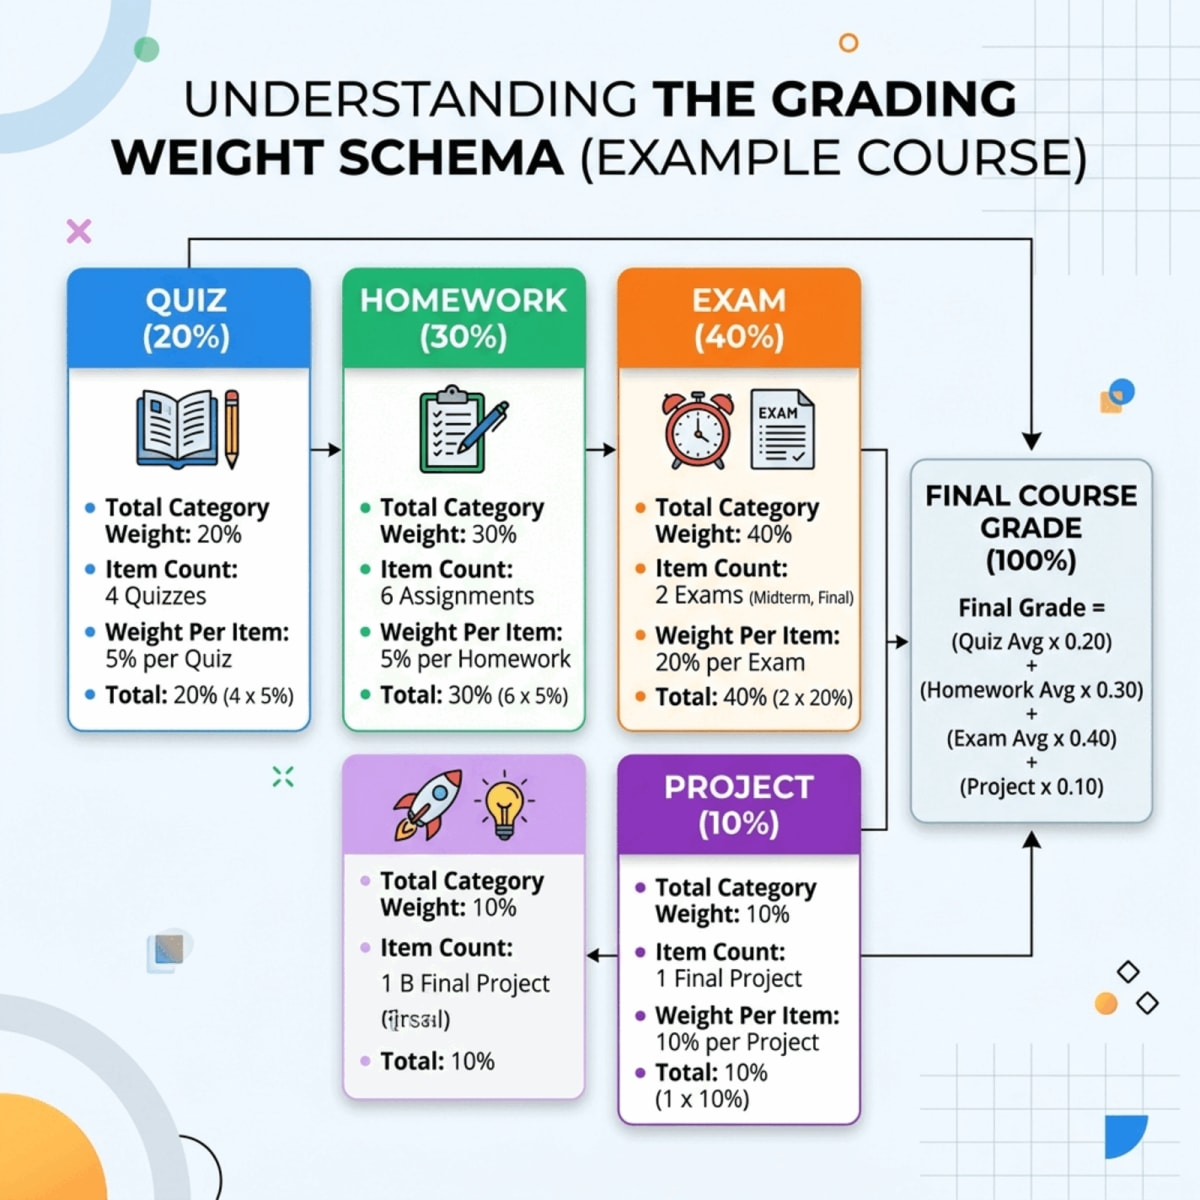 UNDERSTANDING THE GRADING
WEIGHT SCHEMA (EXAMPLE COURSE)
QUIZ
(20%)
Total Category
Weight: 20%
Item Count:
4 Quizzes
Weight Per Item:
5% per Quiz
Total: 20% (4 x 5%)
HOMEWORK
(30%)
Total Category
Weight: 30%
Item Count:
6 Assignments
Weight Per Item:
5% per Homework
Total: 30% (6 x 5%)
EXAM
(40%)
EXAM
Total Category
Weight: 40%
Item Count:
2 Exams (Midterm, Final)
Weight Per Item:
20% per Exam
Total: 40% (2 x 20%)
Total Category
Weight: 10%
Item Count:
1 B Final Project
Total: 10%
PROJECT
(10%)
Total Category
Weight: 10%
Item Count:
1 Final Project
Weight Per Item:
10% per Project
Total: 10%
(1 x 10%)
FINAL COURSE
GRADE
(100%)
Final Grade =
(Quiz Avg x 0.20)
+
(Homework Avg x 0.30)
+
(Exam Avg x 0.40)
+
(Project x 0.10)